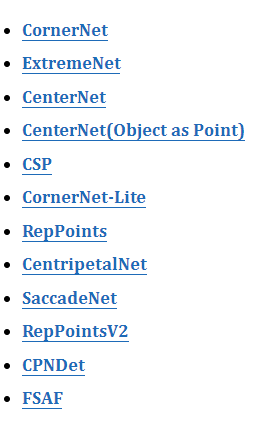 CornerNet
ExtremeNet
CenterNet
CenterNet(Object as Point)
CSP
CornerNet-Lite
RepPoints
CentripetalNet
SaccadeNet
RepPointsV2
CPNDet
FSAF